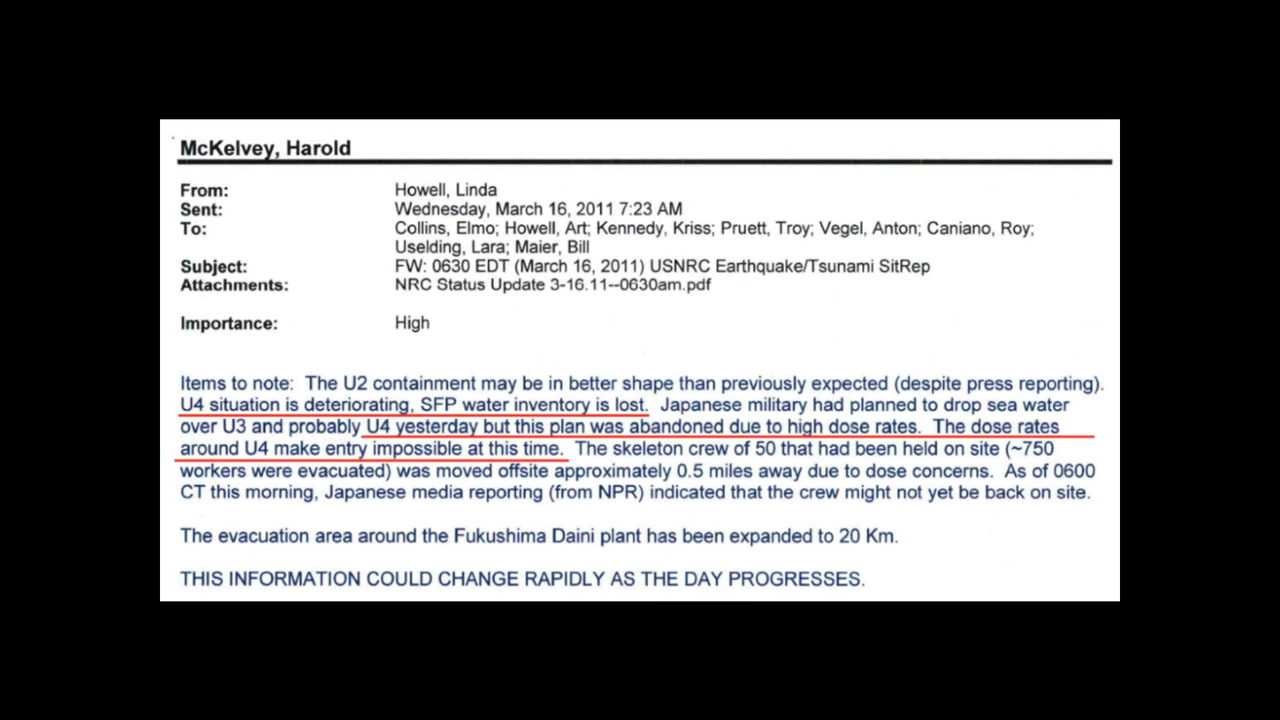 McKelvey, Harold
From: Howell, Linda
Sent: Wednesday, March 16, 2011 7:23 AM
To: Collins, Elmo; Howell, Art; Kennedy, Kriss; Pruett, Troy; Vegel, Anton; Caniano, Roy;
Uselding, Lara; Maier, Bill
Subject: FW: 0630 EDT (March 16, 2011) USNRC Earthquake/Tsunami SitRep
Attachments: NRC Status Update 3-16.11--0630am.pdf
Importance: High
Items to note: The U2 containment may be in better shape than previously expected (despite press reporting).
U4 situation is deteriorating, SFP water inventory is lost. Japanese military had planned to drop sea water
over U3 and probably U4 yesterday but this plan was abandoned due to high dose rates. The dose rates
around U4 make entry impossible at this time. The skeleton crew of 50 that had been held on site (~750
workers were evacuated) was moved offsite approximately 0.5 miles away due to dose concerns. As of 0600
CT this morning, Japanese media reporting (from NPR) indicated that the crew might not yet be back on site.
The evacuation area around the Fukushima Daini plant has been expanded to 20 Km.
THIS INFORMATION COULD CHANGE RAPIDLY AS THE DAY PROGRESSES.